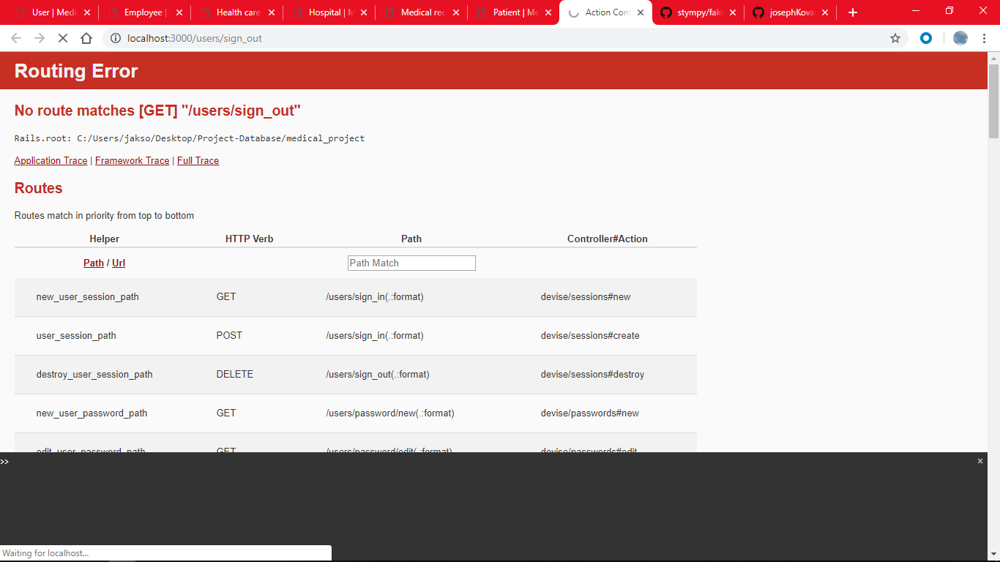 User | Medi
Employee |
Health care
Hospital | M
Medical rec
Patient | Me
Action Cont
stympy/fake
josephKovac
localhost:3000/users/sign_out
Routing Error
No route matches [GET] "/users/sign_out"
Rails.root: C:/Users/jakso/Desktop/Project-Database/medical_project
Application Trace | Framework Trace | Full Trace
Routes
Routes match in priority from top to bottom
Helper HTTP Verb Path Controller#Action
Path / Url Path Match
new_user_session_path GET /users/sign_in(.:format) devise/sessions#new
user_session_path POST /users/sign_in(.:format) devise/sessions#create
destroy_user_session_path DELETE /users/sign_out(.:format) devise/sessions#destroy
new_user_password_path GET /users/password/new(.:format) devise/passwords#new
edit_user_password_path GET /users/password/edit(.:format) devise/passwords#edit
>> x
Waiting for localhost...